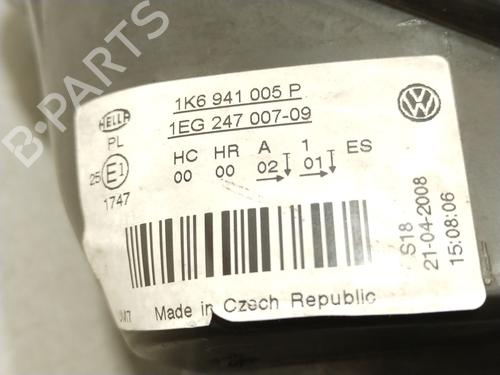 HELLA
PL
25 E1
1747
1K6 941 005 P
1EG 247 007-09
HC HR A 1 ES
00 00 02 01
Made in Czech Republic
S18
21-04-2008
15:08:06
B-PARTS